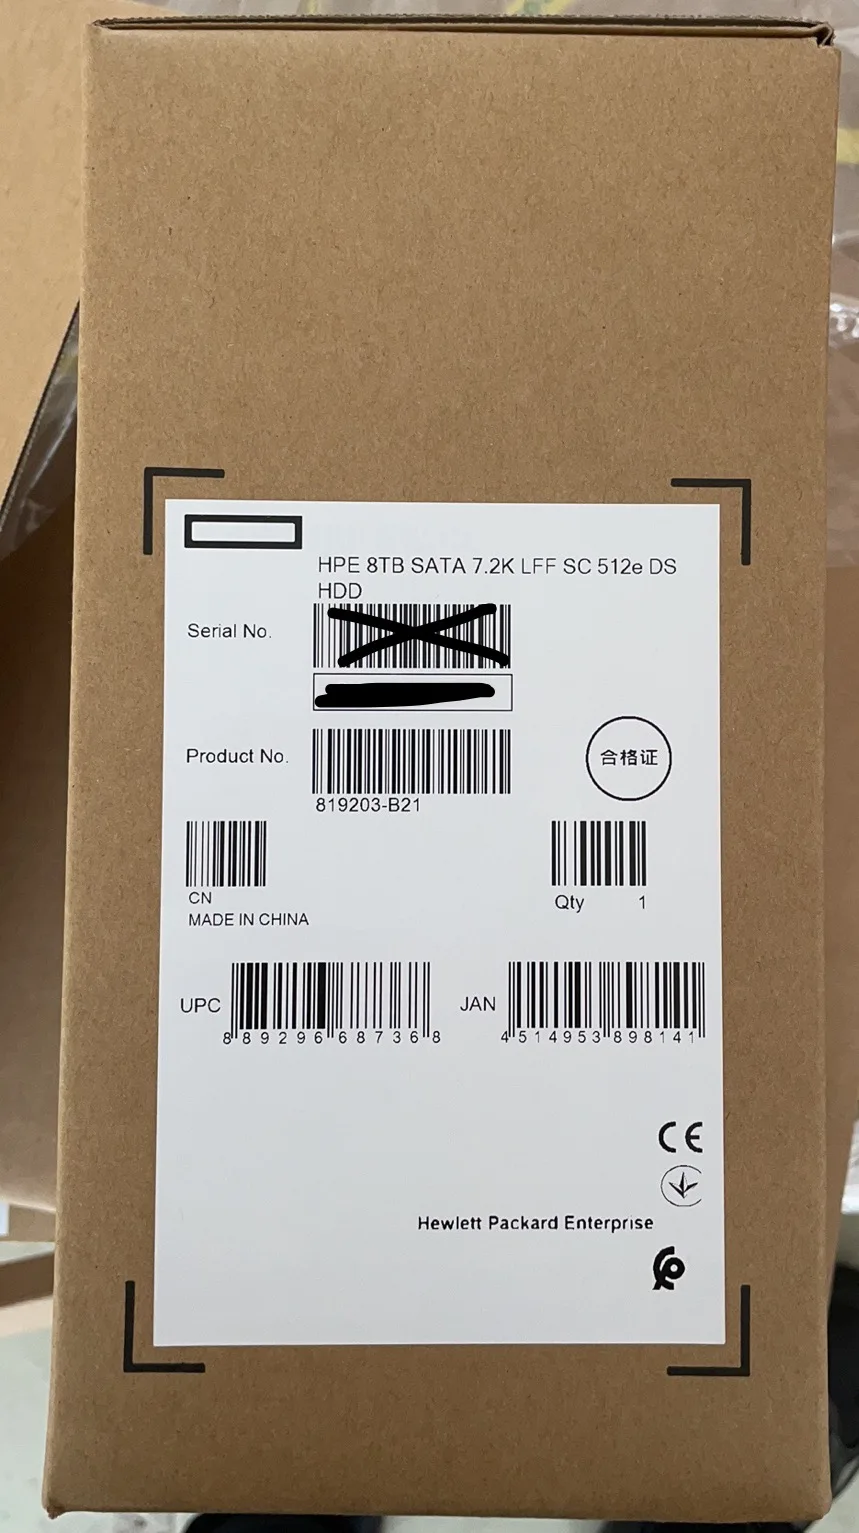 HPE 8TB SATA 7.2K LFF SC 512e DS
HDD
Serial No.
Product No.
819203-B21
合格证
CN
MADE IN CHINA
Qty 1
UPC
8 89296 68736 8
JAN
4 514953 898141
CE
Hewlett Packard Enterprise